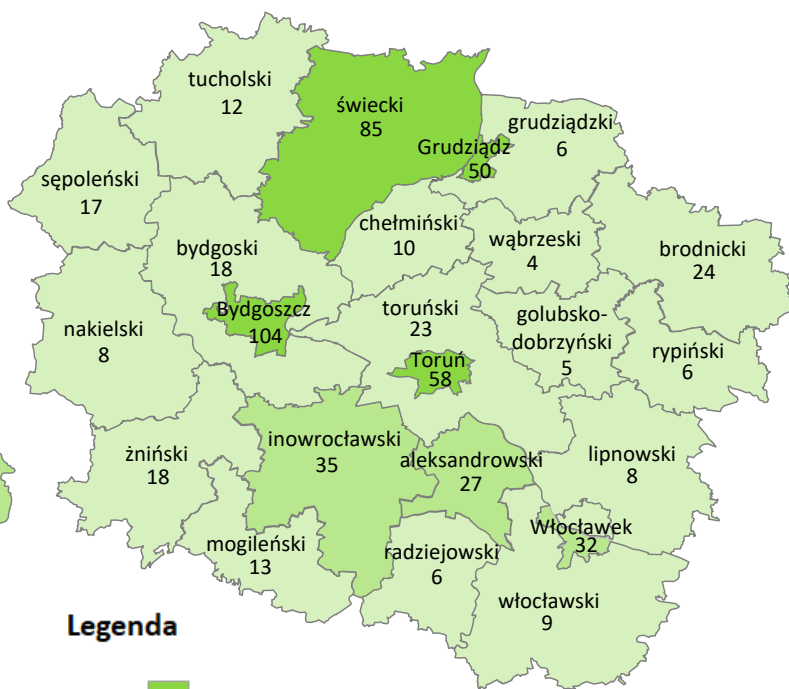 tucholski
12
świecki
85
grudziądzki
6
Grudziądz
50
sępoleński
17
chełmiński
10
wąbrzeski
4
brodnicki
24
bydgoski
18
Bydgoszcz
104
toruński
23
golubsko-
dobrzyński
5
nakielski
8
rypiński
6
Toruń
58
inowrocławski
35
aleksandrowski
27
żniński
18
lipnowski
8
Włocławek
32
mogileński
13
radziejowski
6
włocławski
9
Legenda